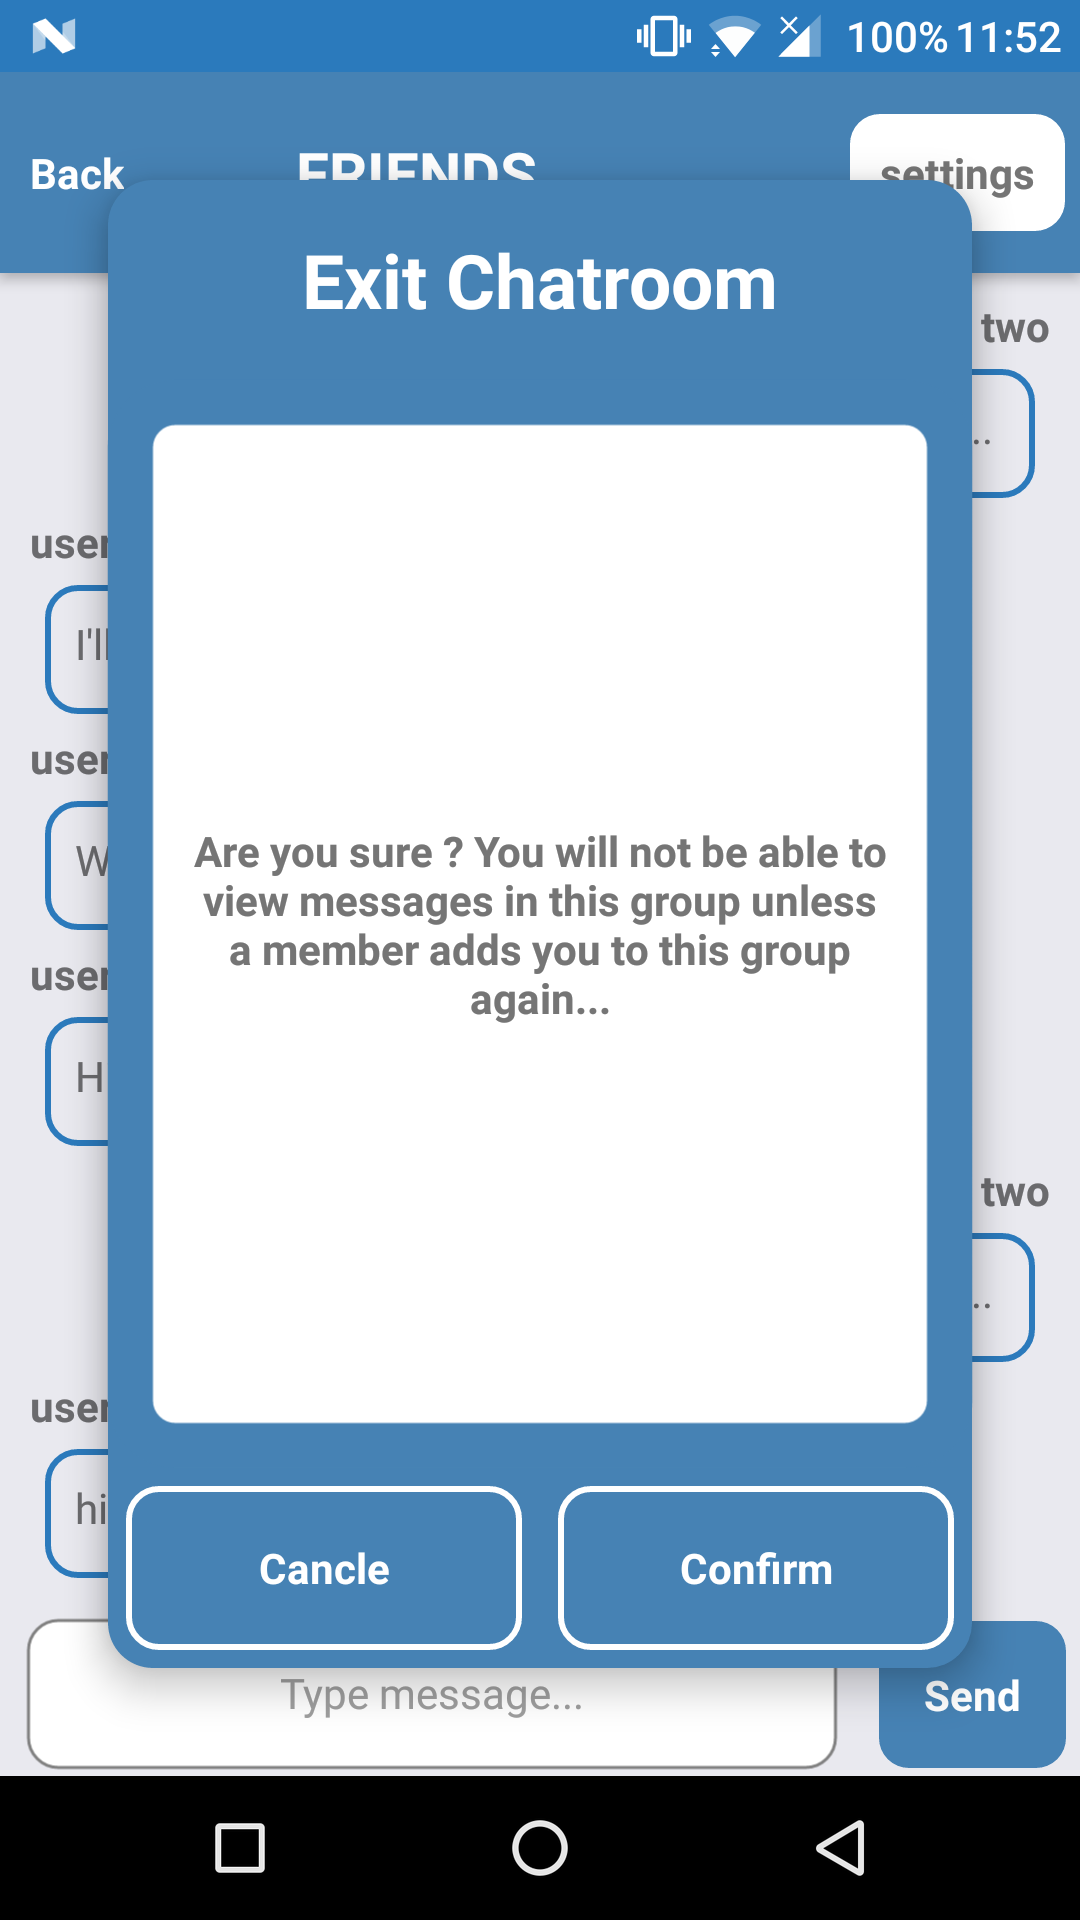 100% 11:52
Back FRIENDS settings
Exit Chatroom
two
..
user
I'll
Are you sure ? You will not be able to
view messages in this group unless
a member adds you to this group
again...
user
W
user
H
two
..
user
hi
Cancle Confirm
Type message... Send